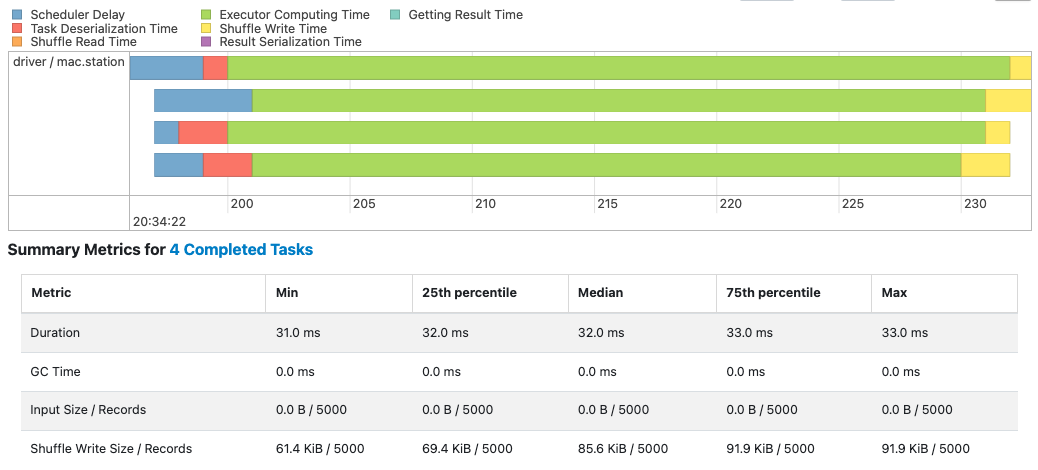 Scheduler Delay Executor Computing Time Getting Result Time
Task Deserialization Time Shuffle Write Time
Shuffle Read Time Result Serialization Time
driver / mac.station
200 205 210 215 220 225 230
20:34:22
Summary Metrics for 4 Completed Tasks
Metric Min 25th percentile Median 75th percentile Max
Duration 31.0 ms 32.0 ms 32.0 ms 33.0 ms 33.0 ms
GC Time 0.0 ms 0.0 ms 0.0 ms 0.0 ms 0.0 ms
Input Size / Records 0.0 B / 5000 0.0 B / 5000 0.0 B / 5000 0.0 B / 5000 0.0 B / 5000
Shuffle Write Size / Records 61.4 KiB / 5000 69.4 KiB / 5000 85.6 KiB / 5000 91.9 KiB / 5000 91.9 KiB / 5000